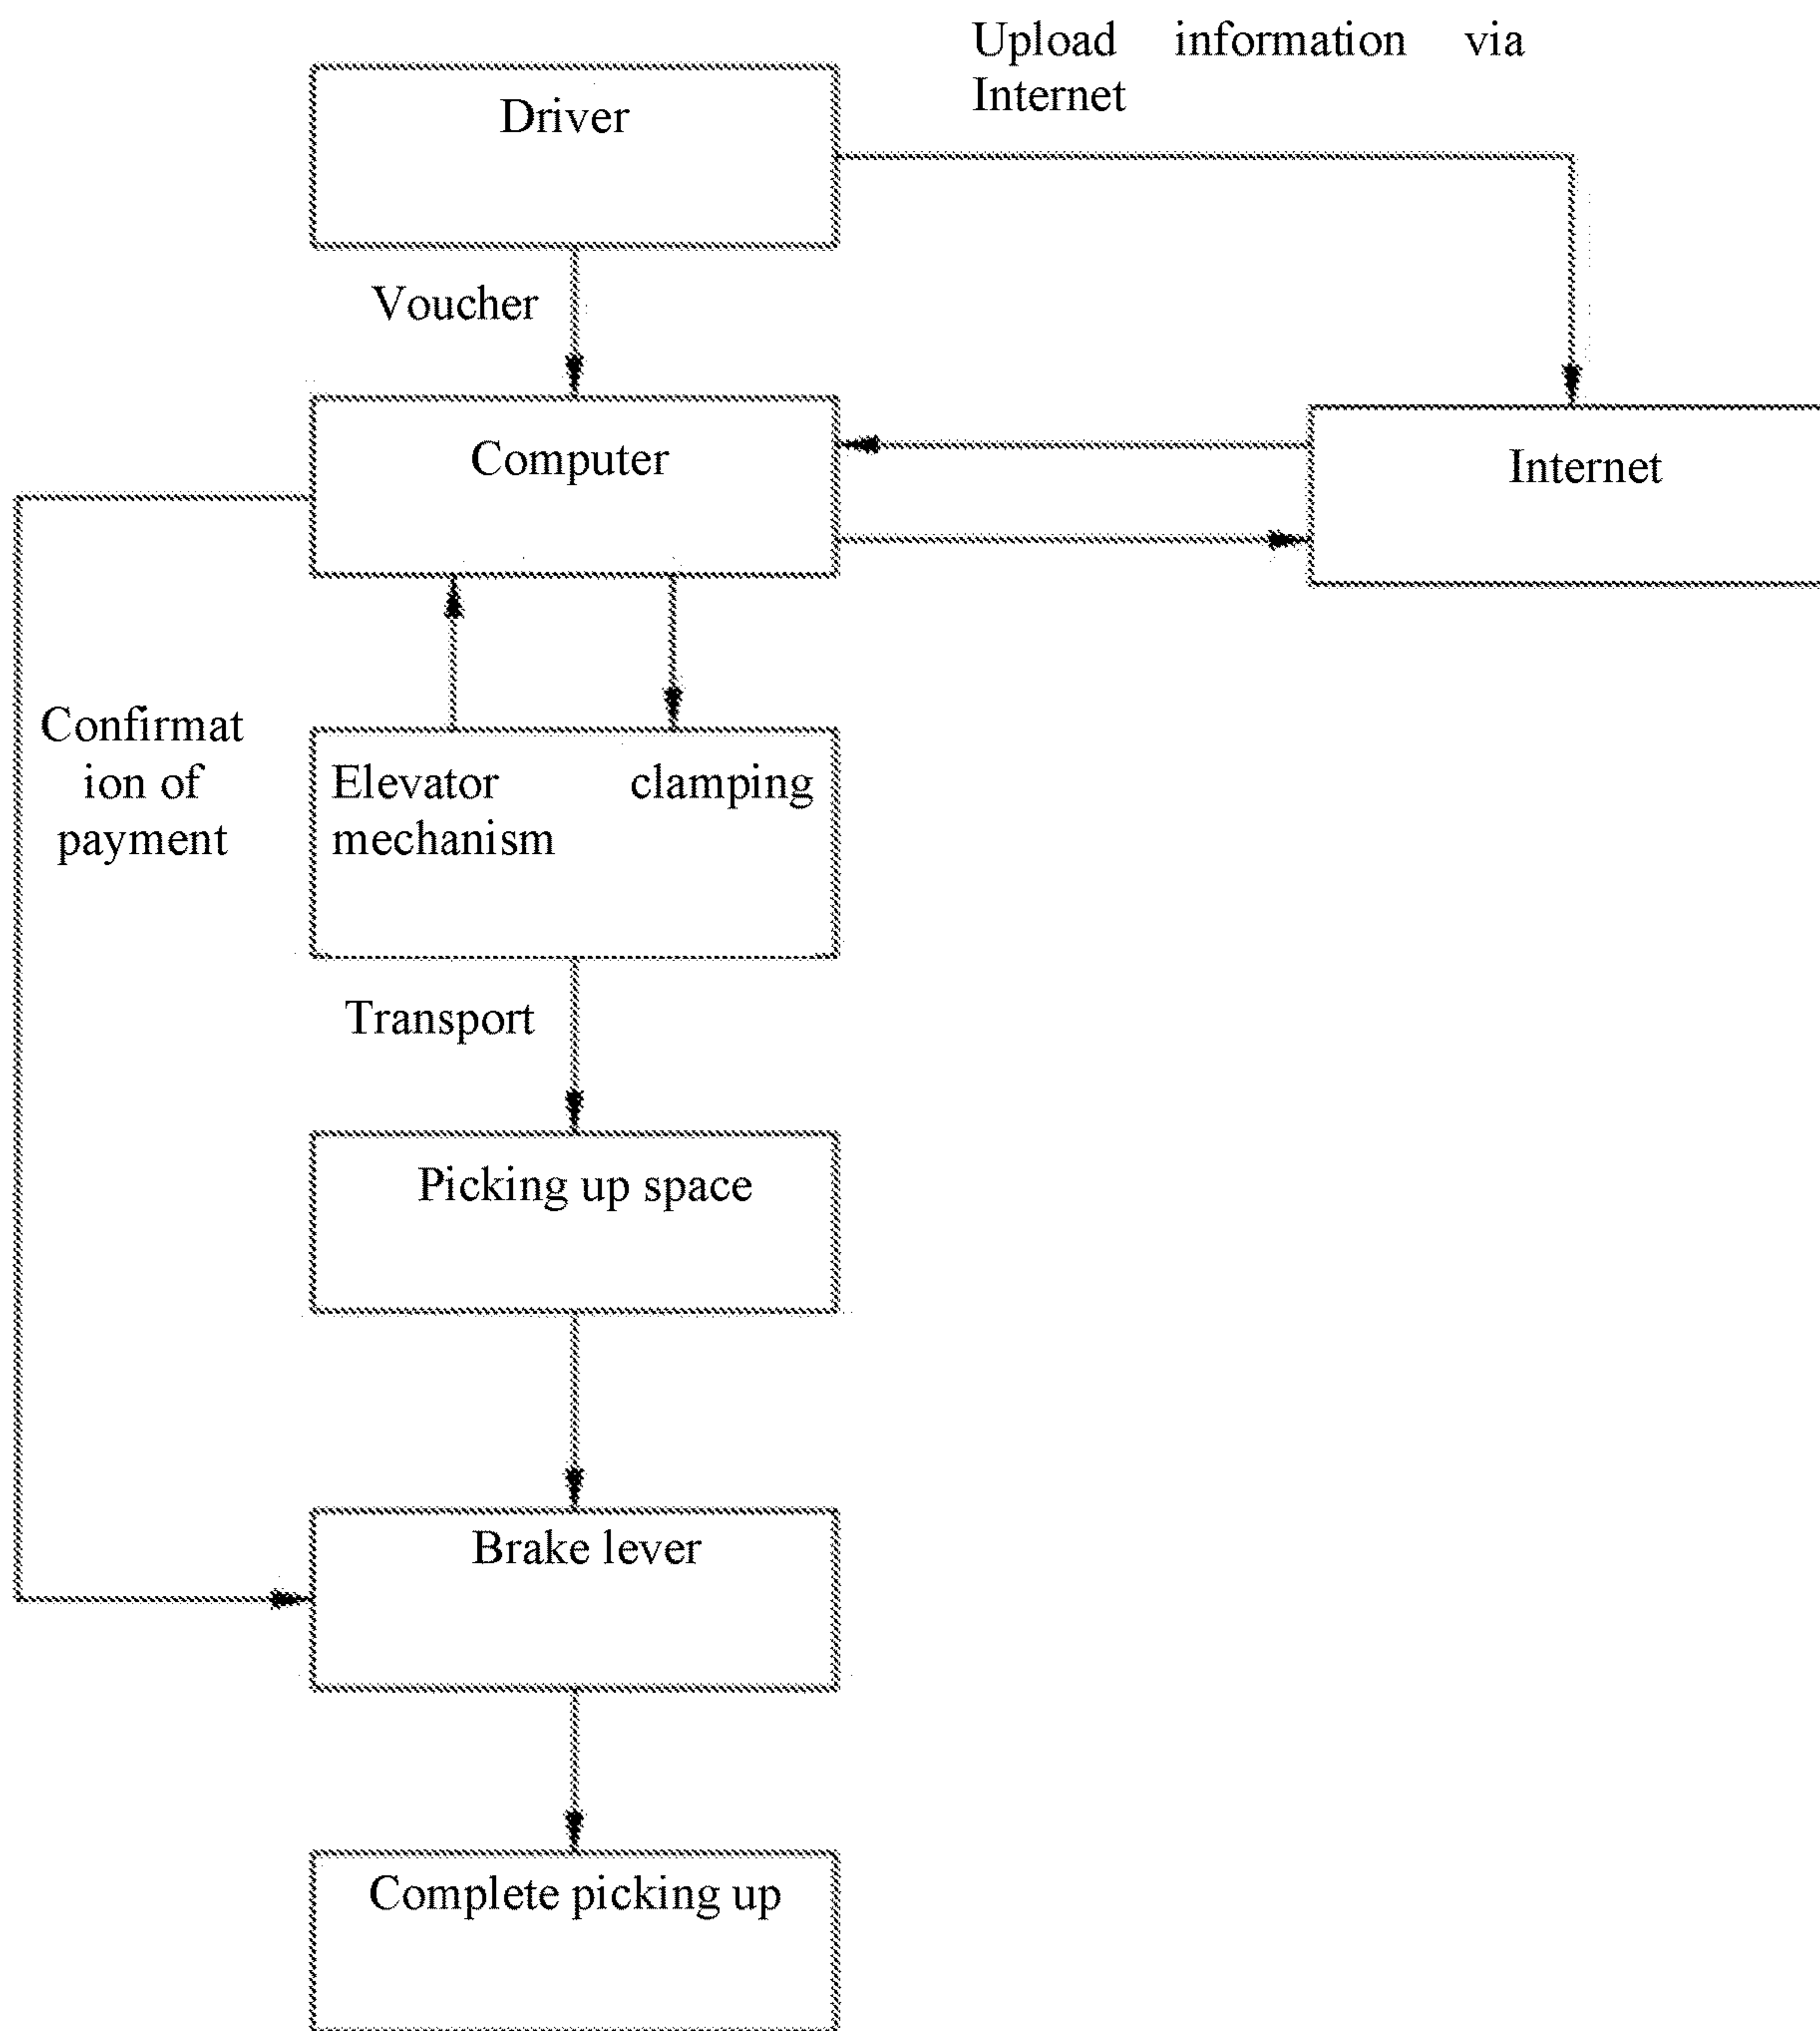 Upload information via
Internet
Driver
Voucher
Computer
Internet
Confirmat
ion of
payment
Elevator clamping
mechanism
Transport
Picking up space
Brake lever
Complete picking up